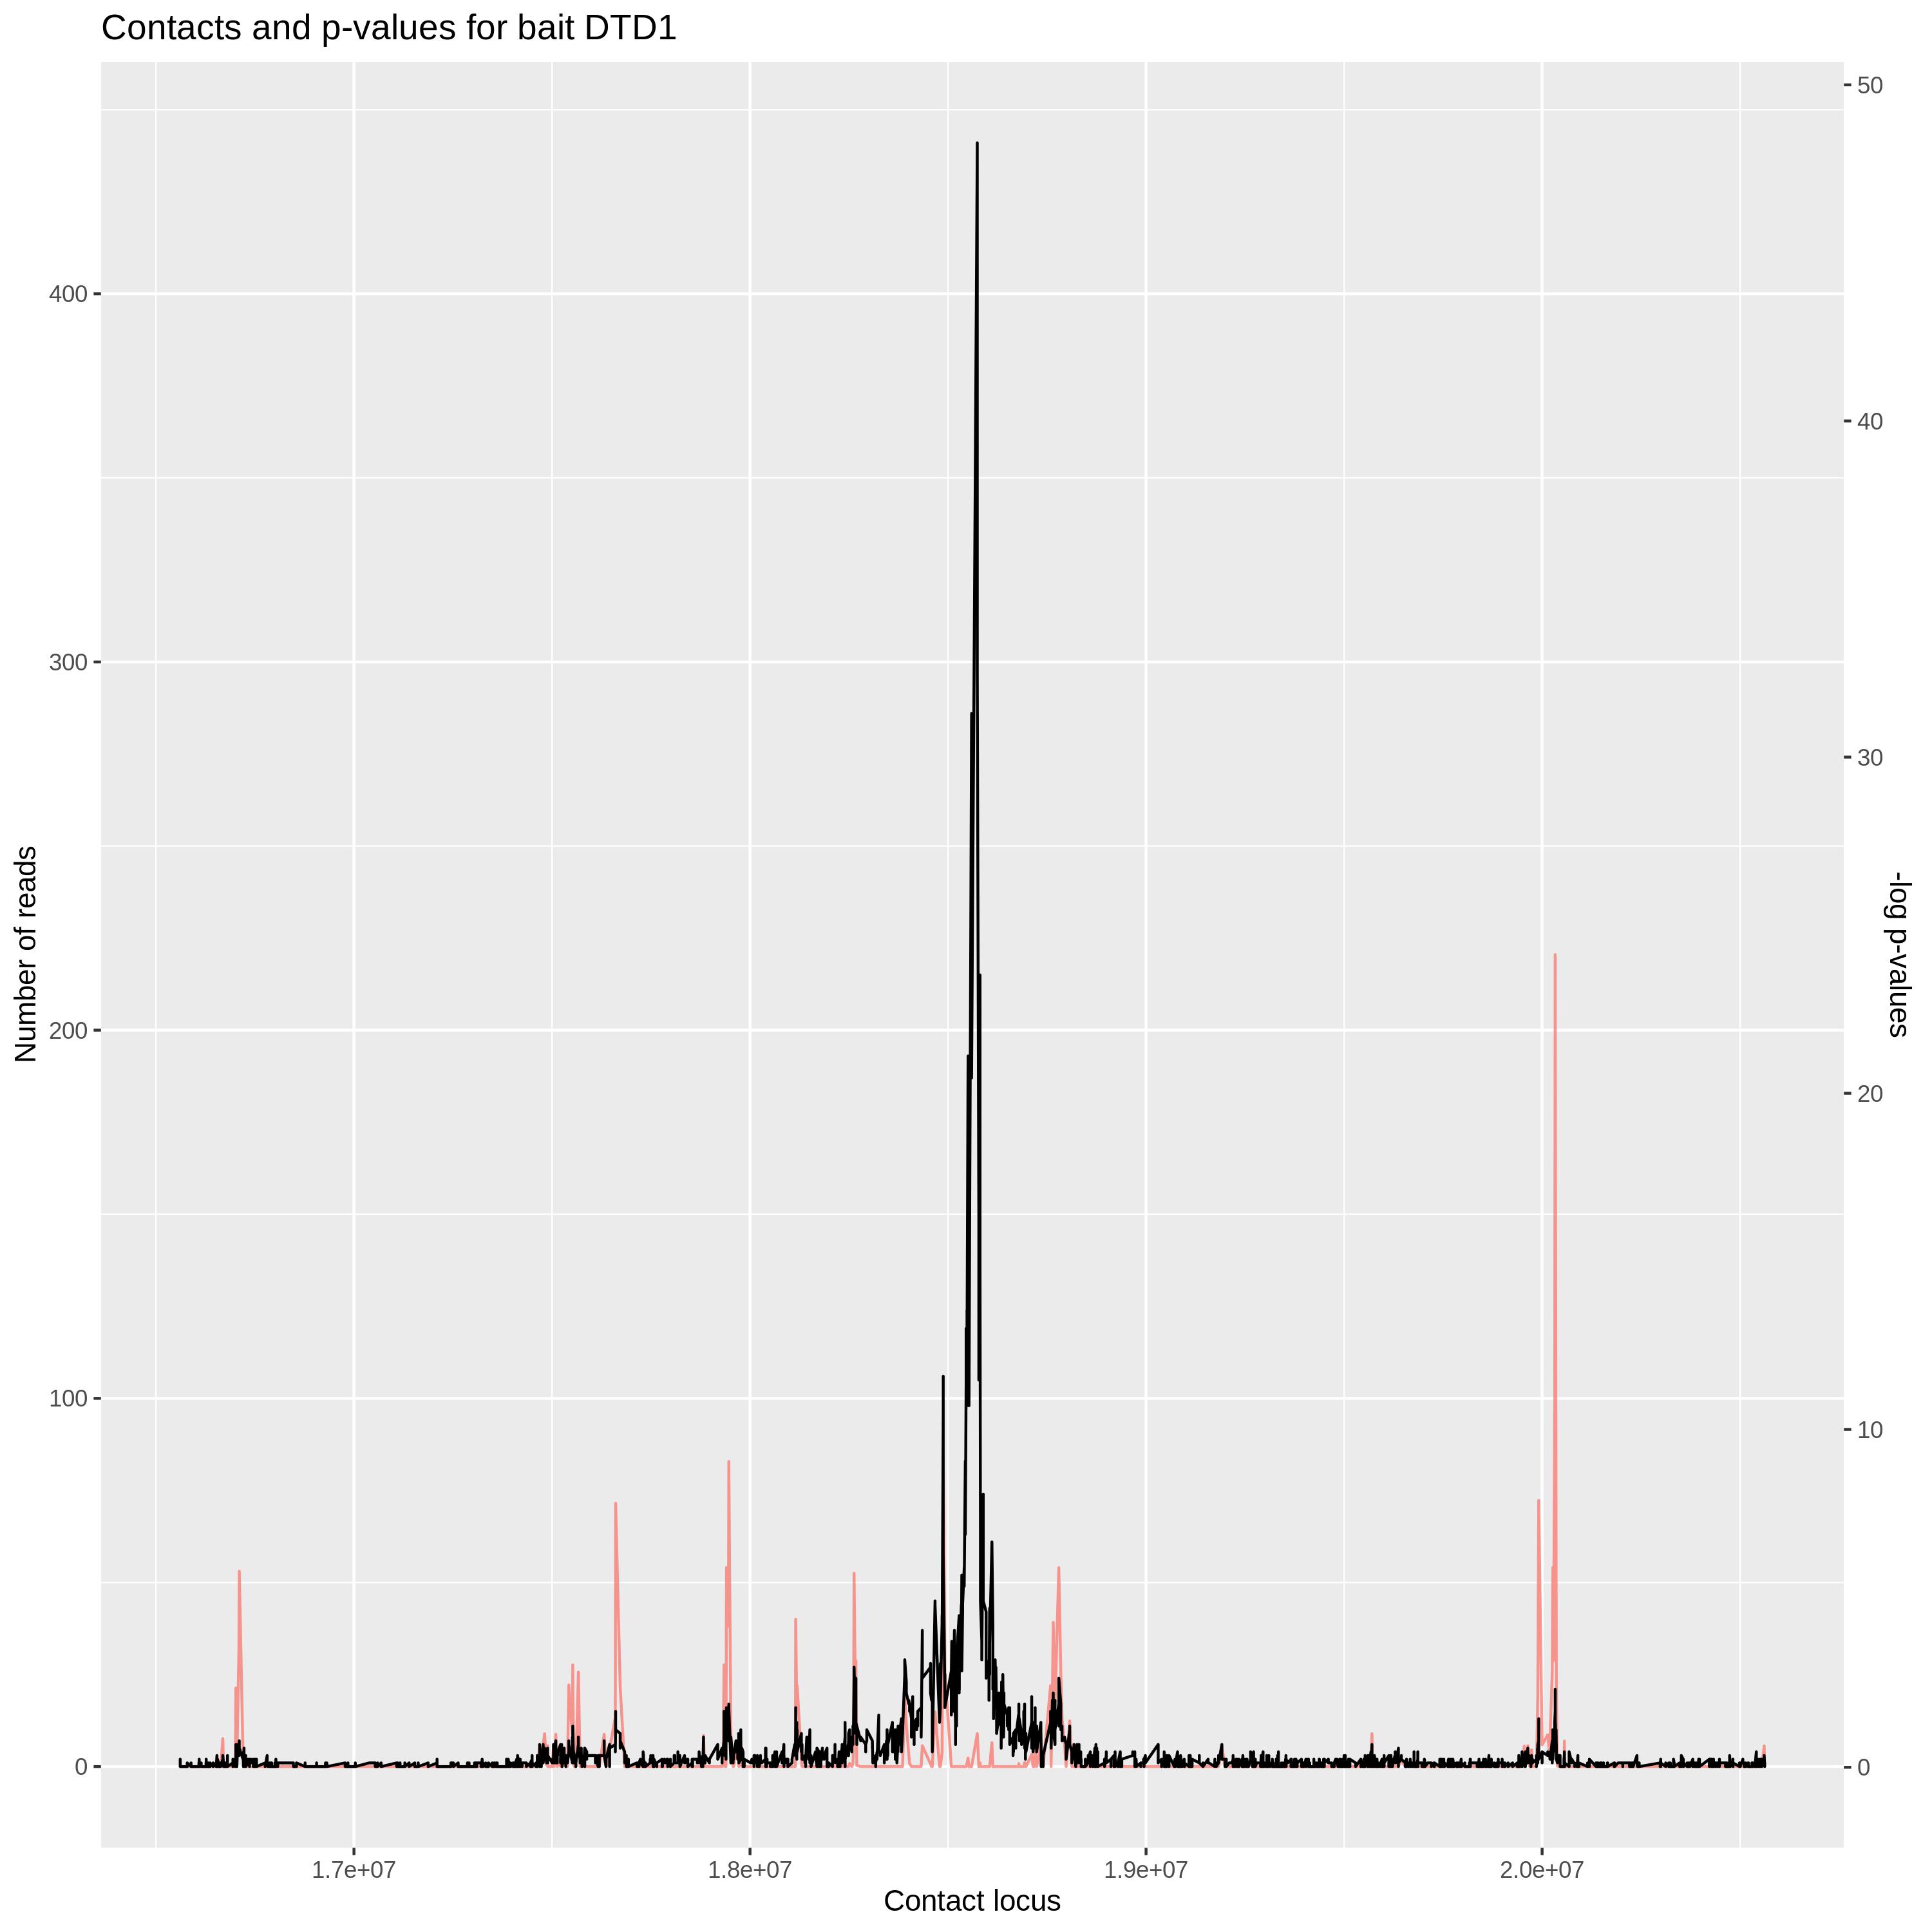 Contacts and p-values for bait DTD1
Number of reads
400
300
200
100
0
50
40
30
20
10
0
-log p-values
1.7e+07
1.8e+07
1.9e+07
2.0e+07
Contact locus